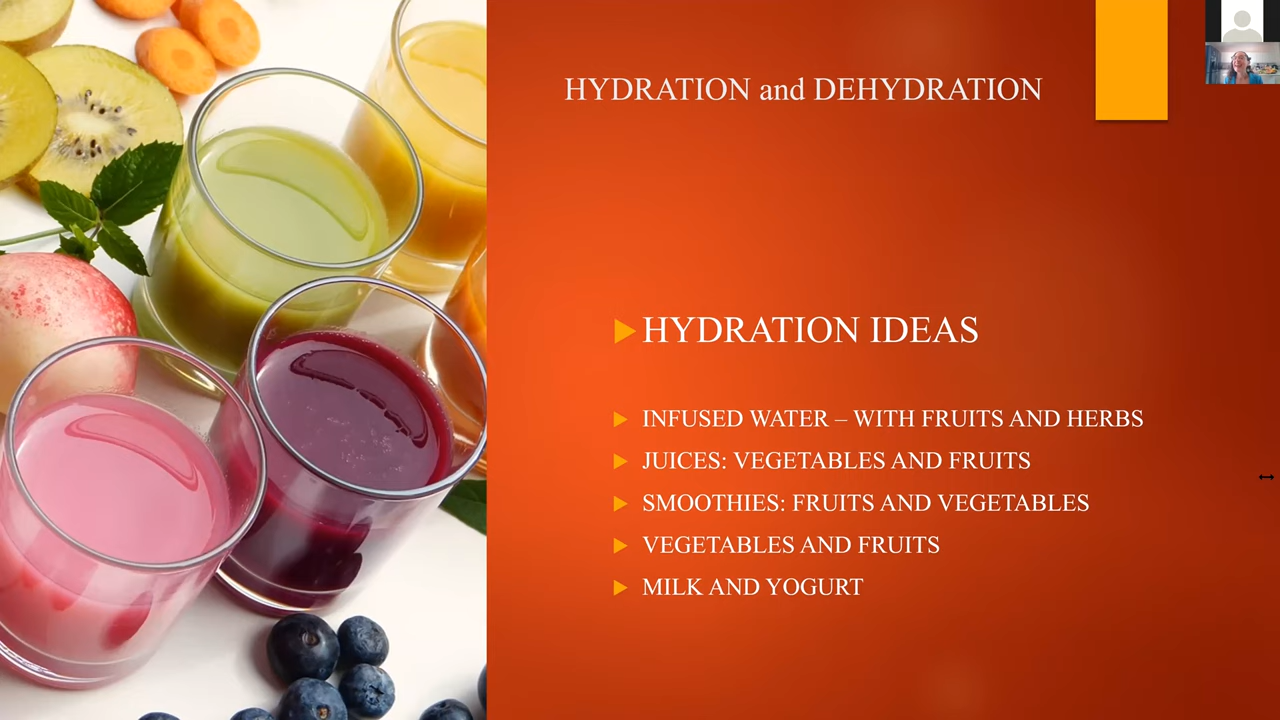 HYDRATION and DEHYDRATION
HYDRATION IDEAS
INFUSED WATER – WITH FRUITS AND HERBS
JUICES: VEGETABLES AND FRUITS
SMOOTHIES: FRUITS AND VEGETABLES
VEGETABLES AND FRUITS
MILK AND YOGURT